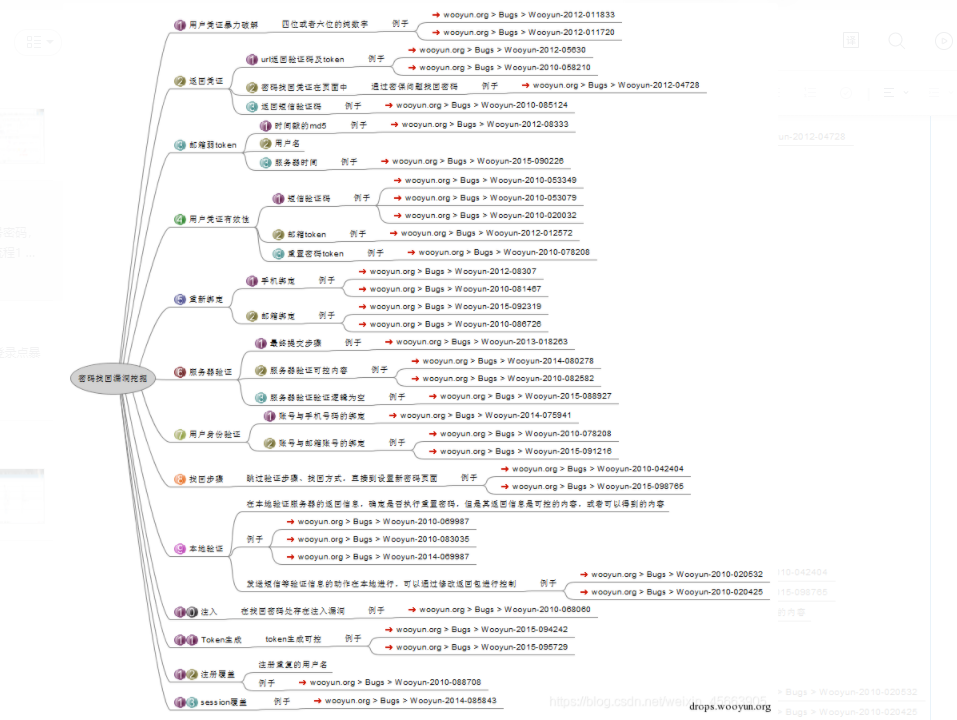 密码找回漏洞挖掘
1 用户凭证暴力破解 四位或者六位的纯数字 例子
wooyun.org > Bugs > Wooyun-2012-011833
wooyun.org > Bugs > Wooyun-2012-011720
2 返回凭证
1 url返回验证码及token 例子
wooyun.org > Bugs > Wooyun-2012-05630
wooyun.org > Bugs > Wooyun-2010-058210
2 密码找回凭证在页面中 通过密保问题找回密码 例子
wooyun.org > Bugs > Wooyun-2012-04728
3 返回短信验证码 例子
wooyun.org > Bugs > Wooyun-2010-085124
3 邮箱弱token
1 时间戳的md5 例子
wooyun.org > Bugs > Wooyun-2012-08333
2 用户名
3 服务器时间 例子
wooyun.org > Bugs > Wooyun-2015-090226
4 用户凭证有效性
1 短信验证码 例子
wooyun.org > Bugs > Wooyun-2010-053349
wooyun.org > Bugs > Wooyun-2010-053079
wooyun.org > Bugs > Wooyun-2010-020032
2 邮箱token 例子
wooyun.org > Bugs > Wooyun-2012-012572
3 重置密码token 例子
wooyun.org > Bugs > Wooyun-2010-078208
5 重新绑定
1 手机绑定 例子
wooyun.org > Bugs > Wooyun-2012-08307
wooyun.org > Bugs > Wooyun-2010-081467
2 邮箱绑定 例子
wooyun.org > Bugs > Wooyun-2015-092319
wooyun.org > Bugs > Wooyun-2010-086726
6 服务器验证
1 最终提交步骤 例子
wooyun.org > Bugs > Wooyun-2013-018263
2 服务器验证可控内容 例子
wooyun.org > Bugs > Wooyun-2014-080278
wooyun.org > Bugs > Wooyun-2010-082582
3 服务器验证验证逻辑为空 例子
wooyun.org > Bugs > Wooyun-2015-088927
7 用户身份验证
1 账号与手机号码的绑定
wooyun.org > Bugs > Wooyun-2014-075941
2 账号与邮箱账号的绑定 例子
wooyun.org > Bugs > Wooyun-2010-078208
wooyun.org > Bugs > Wooyun-2015-091216
8 找回步骤 跳过验证步骤、找回方式，直接到设置新密码页面 例子
wooyun.org > Bugs > Wooyun-2010-042404
wooyun.org > Bugs > Wooyun-2015-098765
9 本地验证
在本地验证服务器的返回信息，确定是否执行重置密码，但是其返回信息是可控的内容，或者可以得到的内容
例子
wooyun.org > Bugs > Wooyun-2010-069987
wooyun.org > Bugs > Wooyun-2010-083035
wooyun.org > Bugs > Wooyun-2014-069987
发送短信等验证信息的动作在本地进行，可以通过修改返回包进行控制 例子
wooyun.org > Bugs > Wooyun-2010-020532
wooyun.org > Bugs > Wooyun-2010-020425
10 注入 在找回密码处存在注入漏洞 例子
wooyun.org > Bugs > Wooyun-2010-068060
11 Token生成 token生成可控 例子
wooyun.org > Bugs > Wooyun-2015-094242
wooyun.org > Bugs > Wooyun-2015-095729
12 注册覆盖
注册重复的用户名
例子
wooyun.org > Bugs > Wooyun-2010-088708
13 session覆盖 例子
wooyun.org > Bugs > Wooyun-2014-085843
drops.wooyun.org
un-2012-04728
10-042404
15-098765
的内容
> Bugs > Wooyun-2010-020532
> Bugs > Wooyun-2010-020425